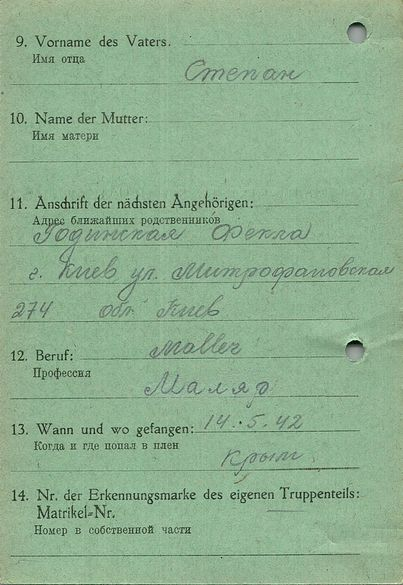 9. Vorname des Vaters.
Имя отца
Степан
10. Name der Mutter:
Имя матери
11. Anschrift der nächsten Angehörigen:
Адрес ближайших родственников
Годинская Фекла
г. Киев ул. Митрофановская
274 обл. Киев
12. Beruf: Maller
Профессия
Маляр
13. Wann und wo gefangen: 14.5.42
Когда и где попал в плен
Крым
14. Nr. der Erkennungsmarke des eigenen Truppenteils:
Matrikel-Nr.
Номер в собственной части